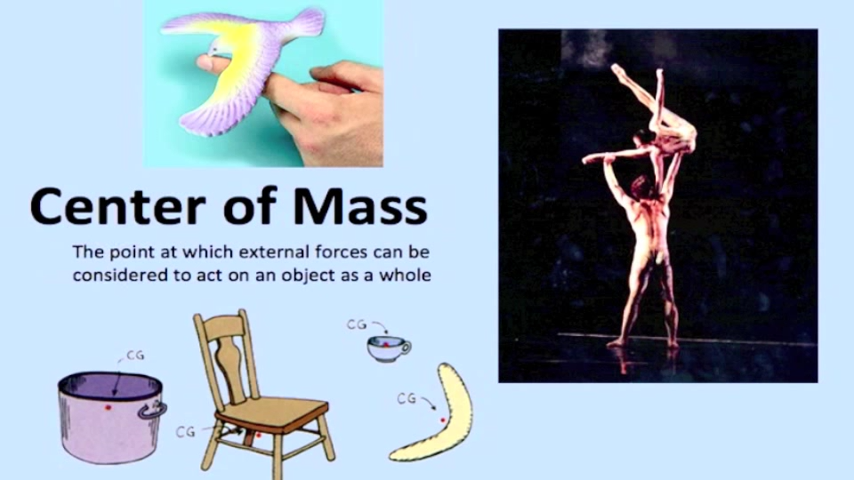 Center of Mass
The point at which external forces can be
considered to act on an object as a whole
CG
CG
CG
CG